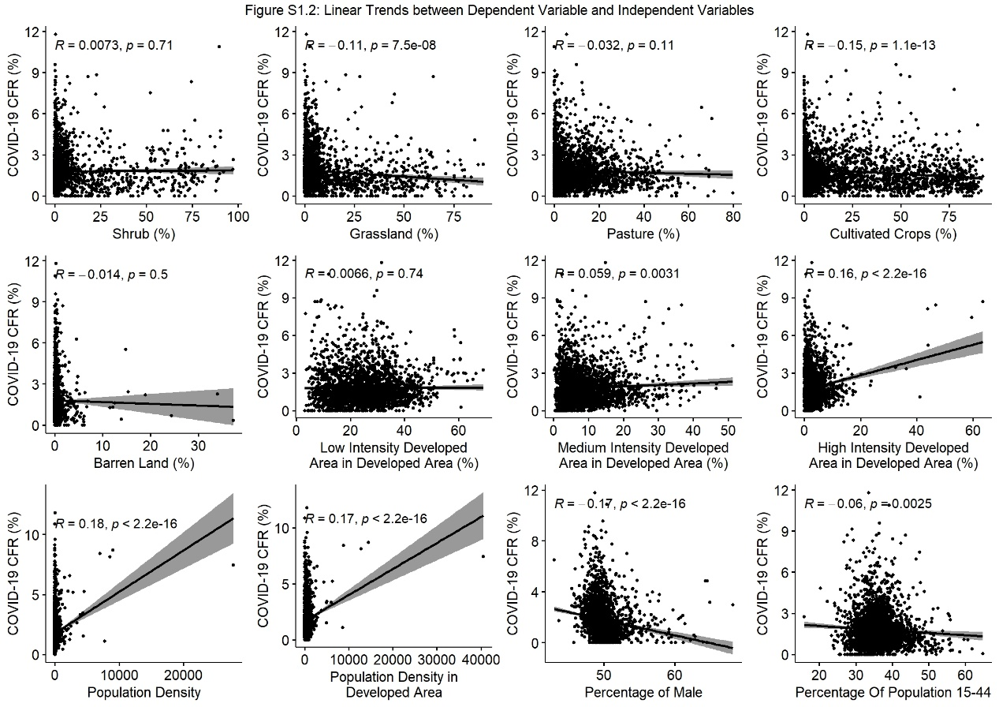 Figure S1.2: Linear Trends between Dependent Variable and Independent Variables
COVID-19 CFR (%)
12
9
6
3
0
R = 0.0073, p = 0.71
0 25 50 75 100
Shrub (%)
COVID-19 CFR (%)
12
9
6
3
0
R = −0.11, p = 7.5e-08
0 25 50 75
Grassland (%)
COVID-19 CFR (%)
12
9
6
3
0
R = −0.032, p = 0.11
0 20 40 60 80
Pasture (%)
COVID-19 CFR (%)
12
9
6
3
0
R = −0.15, p = 1.1e-13
0 25 50 75
Cultivated Crops (%)
COVID-19 CFR (%)
12
9
6
3
0
R = −0.014, p = 0.5
0 10 20 30
Barren Land (%)
COVID-19 CFR (%)
12
9
6
3
0
R = 0.0066, p = 0.74
0 20 40 60
Low Intensity Developed
Area in Developed Area (%)
COVID-19 CFR (%)
12
9
6
3
0
R = 0.059, p = 0.0031
0 10 20 30 40 50
Medium Intensity Developed
Area in Developed Area (%)
COVID-19 CFR (%)
12
9
6
3
0
R = 0.16, p < 2.2e-16
0 20 40 60
High Intensity Developed
Area in Developed Area (%)
COVID-19 CFR (%)
10
5
0
R = 0.18, p < 2.2e-16
0 10000 20000
Population Density
COVID-19 CFR (%)
10
5
0
R = 0.17, p < 2.2e-16
0 10000 20000 30000 40000
Population Density in
Developed Area
COVID-19 CFR (%)
12
8
4
0
R = −0.17, p < 2.2e-16
50 60
Percentage of Male
COVID-19 CFR (%)
12
9
6
3
0
R = −0.06, p = 0.0025
20 30 40 50 60
Percentage Of Population 15-44